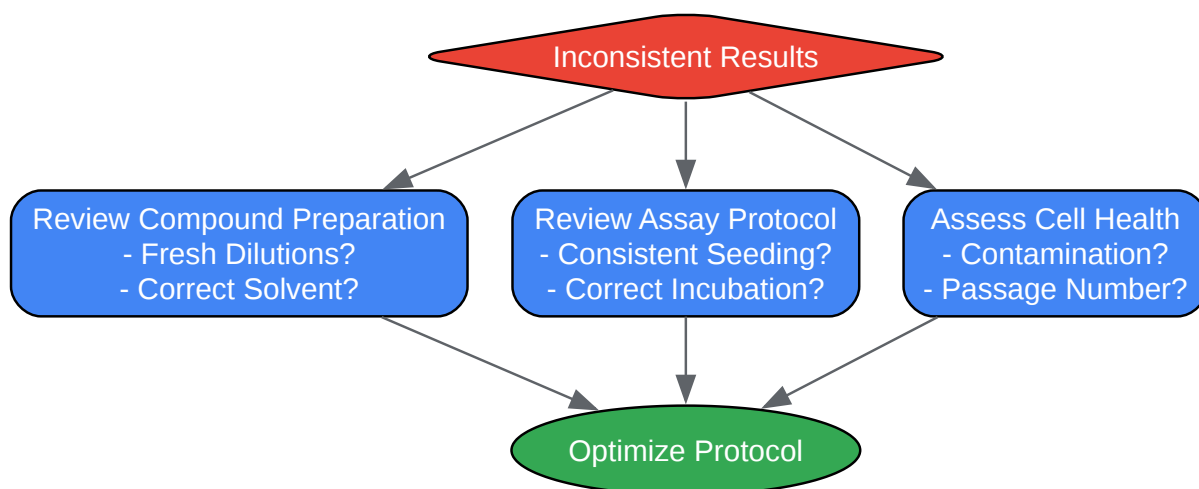 Inconsistent Results
Review Compound Preparation
- Fresh Dilutions?
- Correct Solvent?
Review Assay Protocol
- Consistent Seeding?
- Correct Incubation?
Assess Cell Health
- Contamination?
- Passage Number?
Optimize Protocol